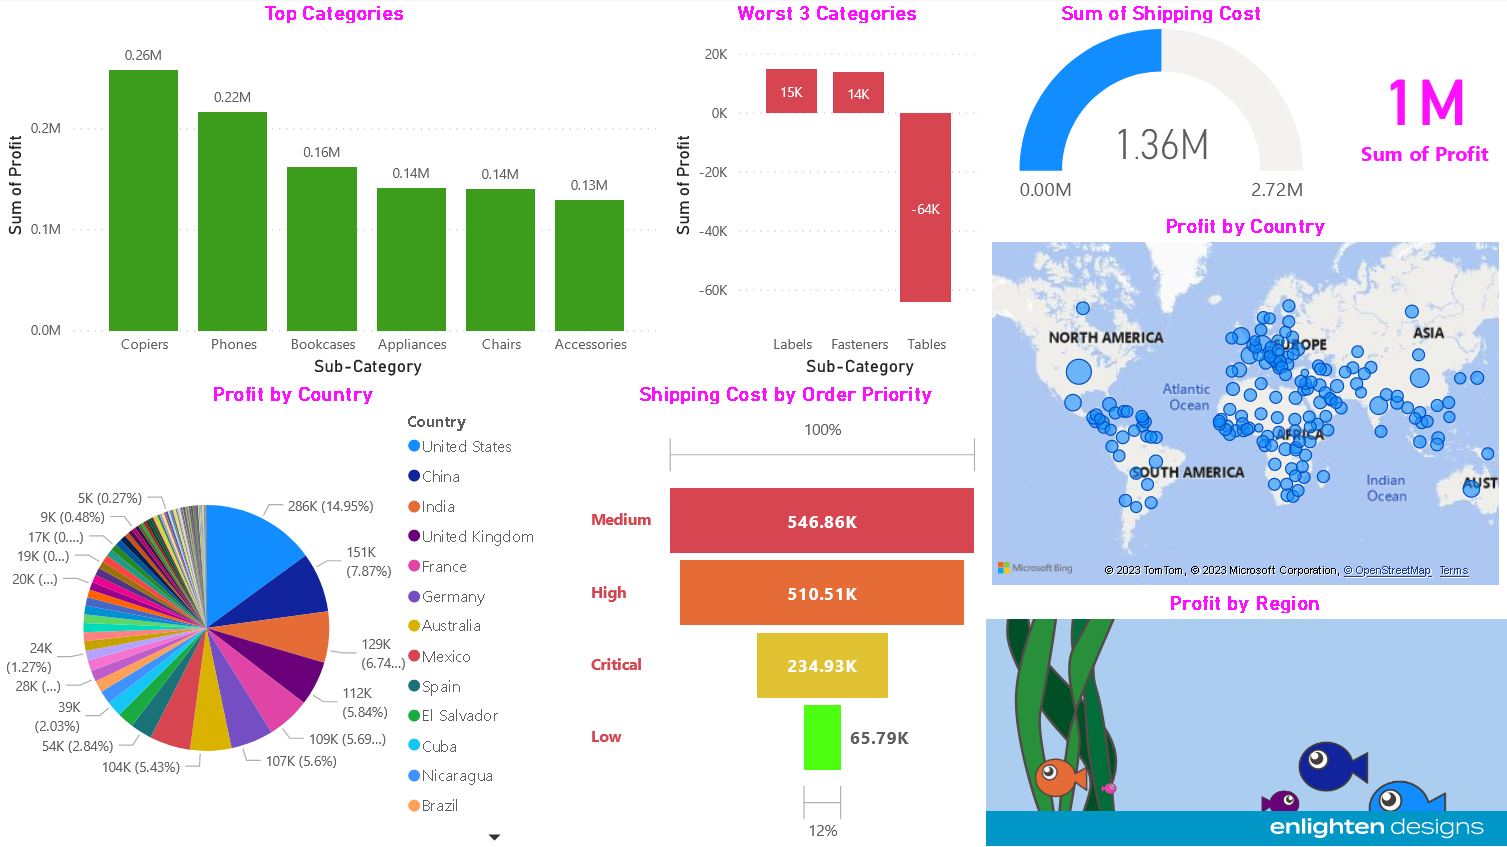 Top Categories
Sum of Profit
0.2M
0.1M
0.0M
0.26M
0.22M
0.16M
0.14M
0.14M
0.13M
Copiers
Phones
Bookcases
Appliances
Chairs
Accessories
Sub-Category
Worst 3 Categories
Sum of Profit
20K
0K
-20K
-40K
-60K
15K
14K
-64K
Labels
Fasteners
Tables
Sub-Category
Sum of Shipping Cost
1.36M
0.00M
2.72M
1M
Sum of Profit
Profit by Country
NORTH AMERICA
EUROPE
ASIA
Atlantic
Ocean
AFRICA
SOUTH AMERICA
Indian
Ocean
AUST
Microsoft Bing
© 2023 TomTom, © 2023 Microsoft Corporation, © OpenStreetMap Terms
Profit by Country
5K (0.27%)
9K (0.48%)
17K (0....)
19K (0...)
20K (...)
24K
(1.27%)
28K (...)
39K
(2.03%)
54K (2.84%)
104K (5.43%)
286K (14.95%)
151K
(7.87%)
129K
(6.74...)
112K
(5.84%)
109K (5.69...)
107K (5.6%)
Country
United States
China
India
United Kingdom
France
Germany
Australia
Mexico
Spain
El Salvador
Cuba
Nicaragua
Brazil
Shipping Cost by Order Priority
100%
Medium 546.86K
High 510.51K
Critical 234.93K
Low 65.79K
12%
Profit by Region
enlighten designs